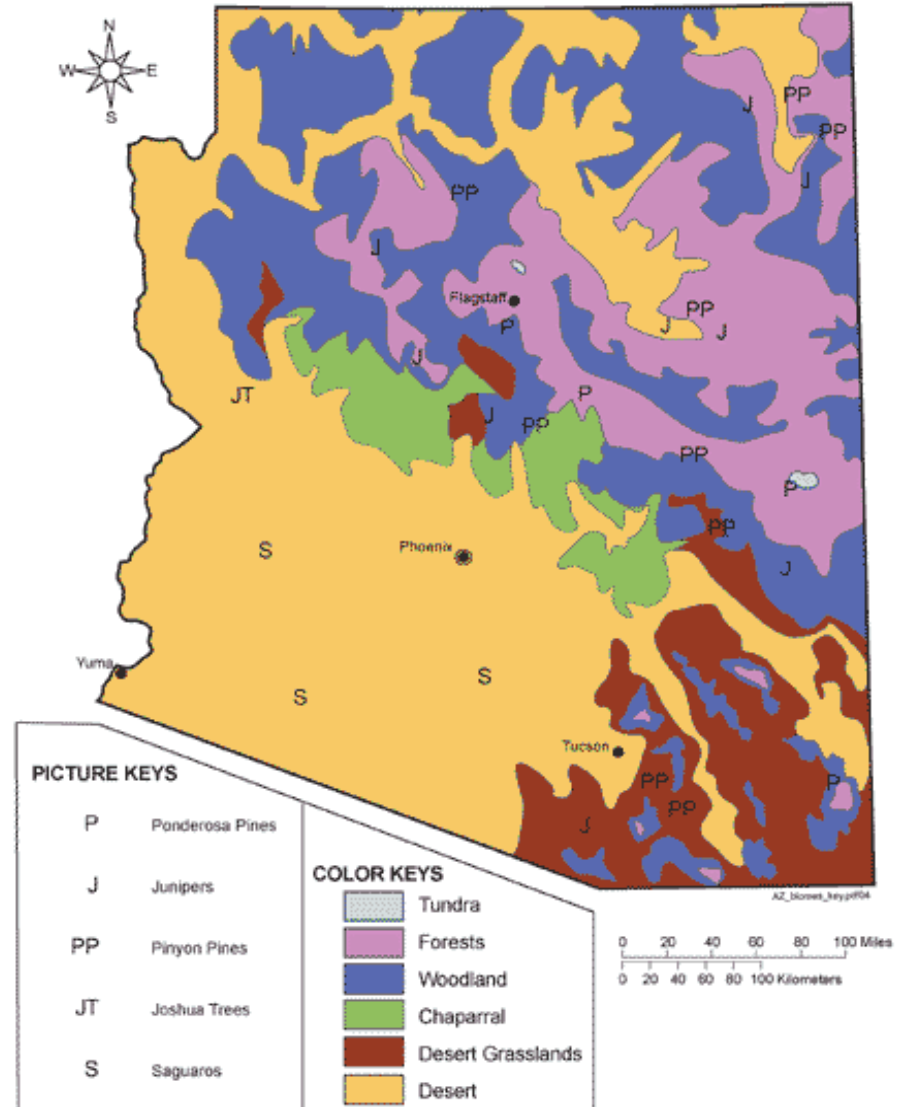 N
W E
S
J
PP
PP
J
PP
J
Flagstaff
PP
J
J
P
J
P
JT
J
PP
PP
P
PP
S
Phoenix
J
Yuma
S
S
Tucson
PP
PP
P
J
PICTURE KEYS
P Ponderosa Pines
J Junipers
PP Pinyon Pines
JT Joshua Trees
S Saguaros
COLOR KEYS
Tundra
Forests
Woodland
Chaparral
Desert Grasslands
Desert
0 20 40 60 80 100 Miles
0 20 40 60 80 100 Kilometers